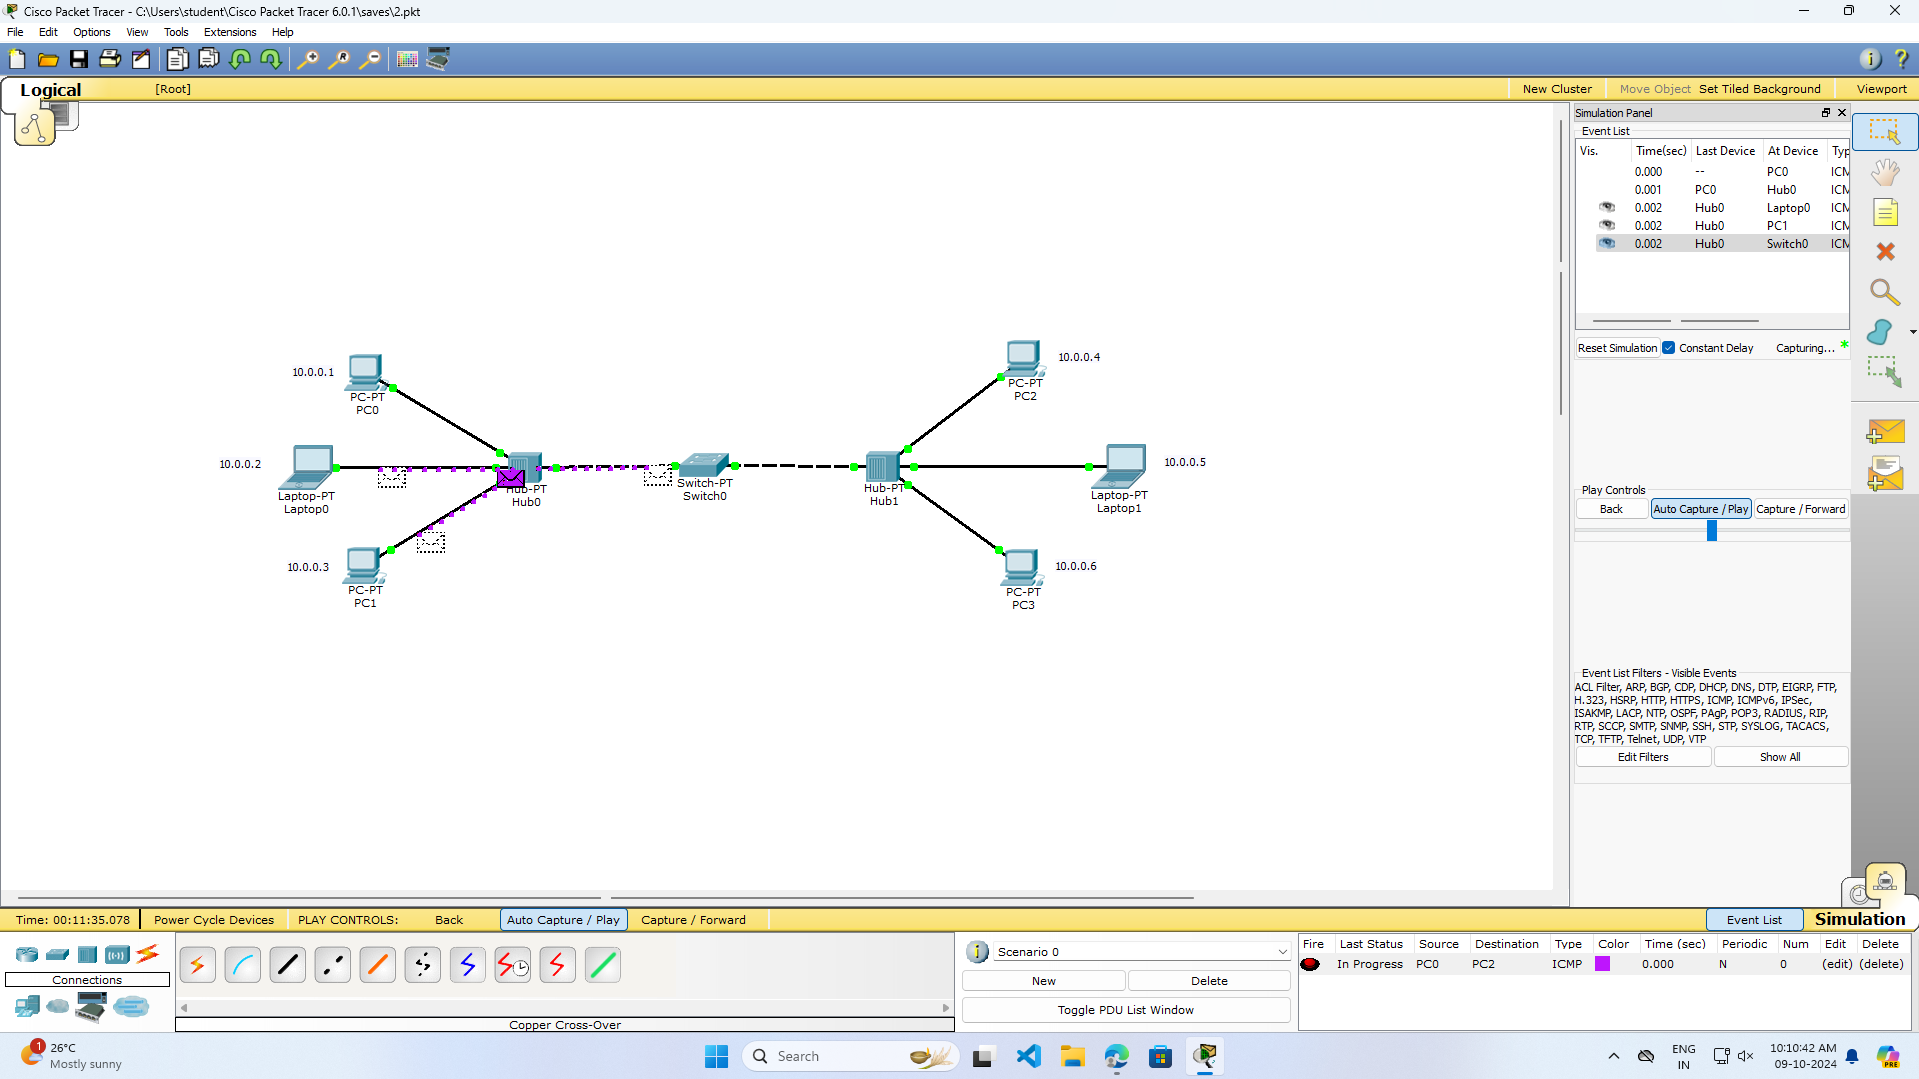 Cisco Packet Tracer - C:\Users\student\Cisco Packet Tracer 6.0.1\saves\2.pkt
File Edit Options View Tools Extensions Help
Logical [Root] New Cluster Move Object Set Tiled Background Viewport
Simulation Panel
Event List
Vis. Time(sec) Last Device At Device Typ
0.000 -- PC0 ICM
0.001 PC0 Hub0 ICM
0.002 Hub0 Laptop0 ICM
0.002 Hub0 PC1 ICM
0.002 Hub0 Switch0 ICM
Reset Simulation Constant Delay Capturing... *
10.0.0.1
PC-PT
PC0
10.0.0.2
Laptop-PT
Laptop0
10.0.0.3
PC-PT
PC1
Hub-PT
Hub0
Switch-PT
Switch0
Hub-PT
Hub1
10.0.0.4
PC-PT
PC2
10.0.0.5
Laptop-PT
Laptop1
10.0.0.6
PC-PT
PC3
Play Controls
Back Auto Capture / Play Capture / Forward
Event List Filters - Visible Events
ACL Filter, ARP, BGP, CDP, DHCP, DNS, DTP, EIGRP, FTP,
H.323, HSRP, HTTP, HTTPS, ICMP, ICMPv6, IPSec,
ISAKMP, LACP, NTP, OSPF, PAgP, POP3, RADIUS, RIP,
RTP, SCCP, SMTP, SNMP, SSH, STP, SYSLOG, TACACS,
TCP, TFTP, Telnet, UDP, VTP
Edit Filters Show All
Time: 00:11:35.078 Power Cycle Devices PLAY CONTROLS: Back Auto Capture / Play Capture / Forward Event List Simulation
Connections
Copper Cross-Over
Scenario 0
New Delete
Toggle PDU List Window
Fire Last Status Source Destination Type Color Time (sec) Periodic Num Edit Delete
In Progress PC0 PC2 ICMP 0.000 N 0 (edit) (delete)
1
26°C
Mostly sunny
Search
ENG
IN
10:10:42 AM
09-10-2024
PRE